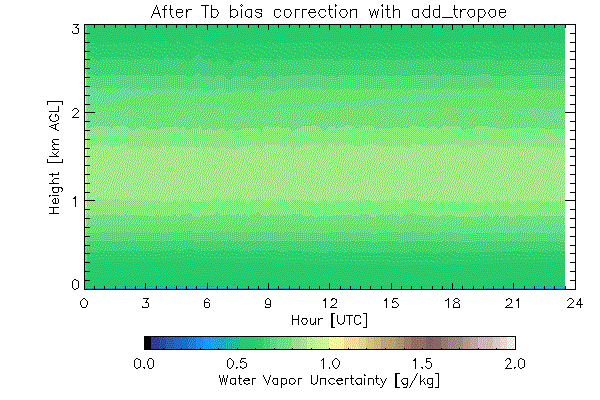 After Tb bias correction with add_tropoe
3
2
1
0
Height [km AGL]
0 3 6 9 12 15 18 21 24
Hour [UTC]
0.0 0.5 1.0 1.5 2.0
Water Vapor Uncertainty [g/kg]